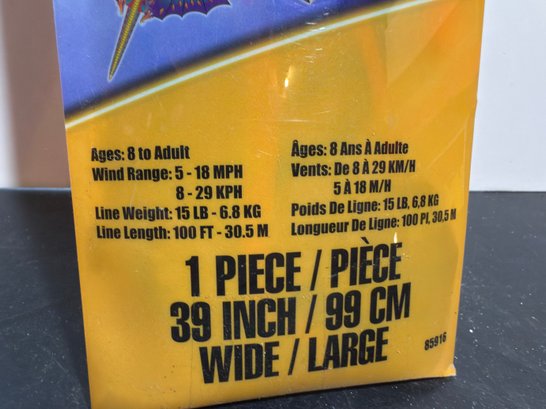 Ages: 8 to Adult
Wind Range: 5 - 18 MPH
8 - 29 KPH
Line Weight: 15 LB - 6.8 KG
Line Length: 100 FT - 30.5 M
Âges: 8 Ans À Adulte
Vents: De 8 À 29 KM/H
5 À 18 M/H
Poids De Ligne: 15 LB, 6,8 KG
Longueur De Ligne: 100 PI, 30,5 M
1 PIECE / PIÈCE
39 INCH / 99 CM
WIDE / LARGE
85916